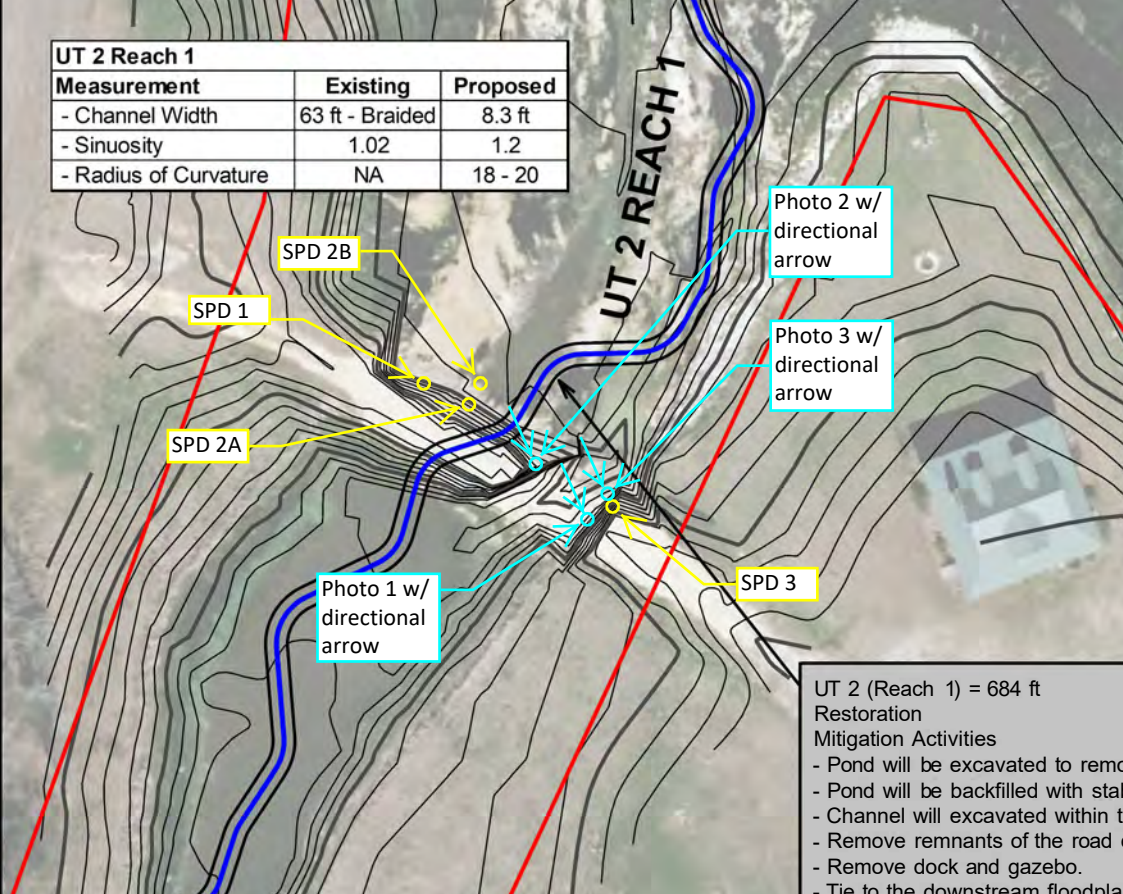 UT 2 Reach 1
Measurement Existing Proposed
- Channel Width 63 ft - Braided 8.3 ft
- Sinuosity 1.02 1.2
- Radius of Curvature NA 18 - 20
UT 2 REACH 1
Photo 2 w/
directional
arrow
SPD 2B
SPD 1
Photo 3 w/
directional
arrow
SPD 2A
SPD 3
Photo 1 w/
directional
arrow
UT 2 (Reach 1) = 684 ft
Restoration
Mitigation Activities
- Pond will be excavated to remo
- Pond will be backfilled with
- Channel will excavated within
- Remove remnants of the road
- Remove dock and gazebo.
- Tie to the downstream